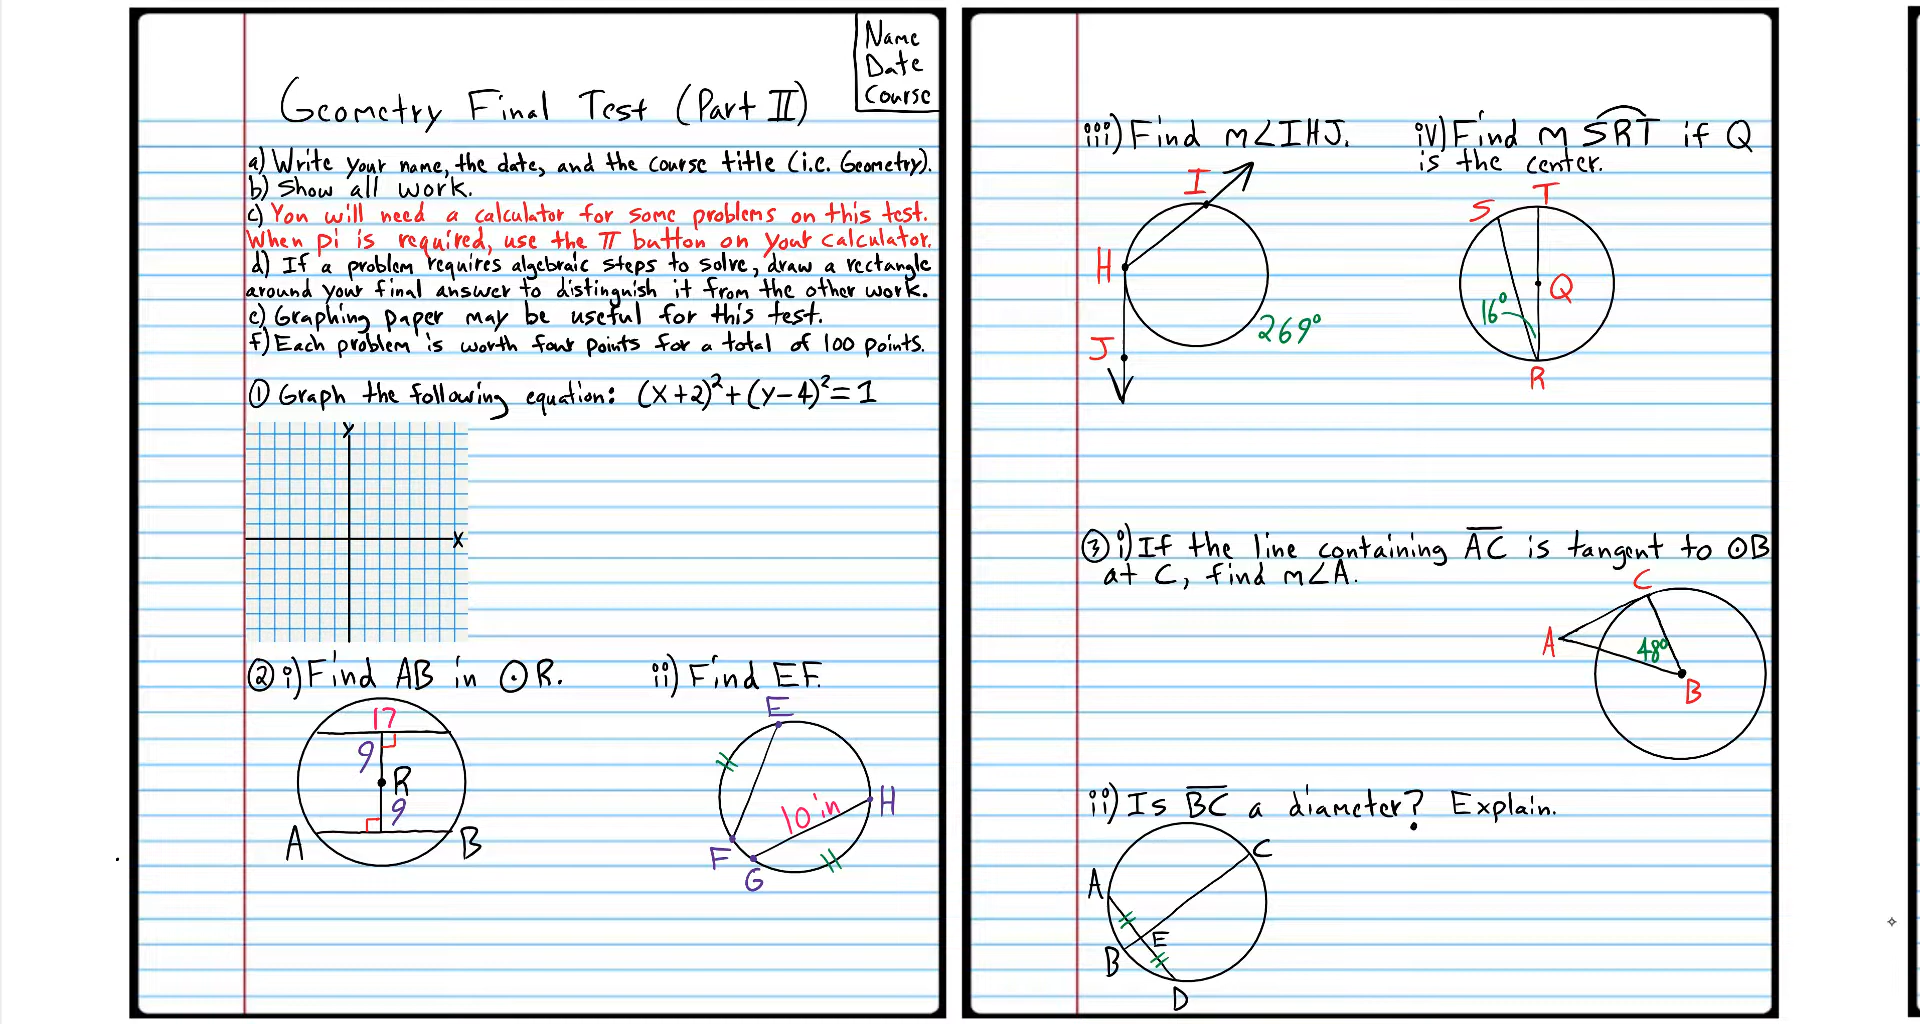 Name
Date
Course
Geometry Final Test (Part II)
a) Write your name, the date, and the course title (i.e. Geometry).
b) Show all work.
c) You will need a calculator for some problems on this test.
When pi is required, use the π button on your calculator.
d) If a problem requires algebraic steps to solve, draw a rectangle
around your final answer to distinguish it from the other work.
e) Graphing paper may be useful for this test.
f) Each problem is worth four points for a total of 100 points.
① Graph the following equation: (x+2)²+(y-4)²=1
y
x
② i) Find AB in ⊙R.
17
9
R
9
A
B
ii) Find EF.
E
10 in
H
F
G
iii) Find m∠IHJ.
I
H
269°
J
iv) Find m S͡RT if Q
is the center.
T
S
Q
16°
R
③ i) If the line containing A̅C̅ is tangent to ⊙B
at C, find m∠A.
C
A
48°
B
ii) Is B̅C̅ a diameter? Explain.
C
A
E
B
D